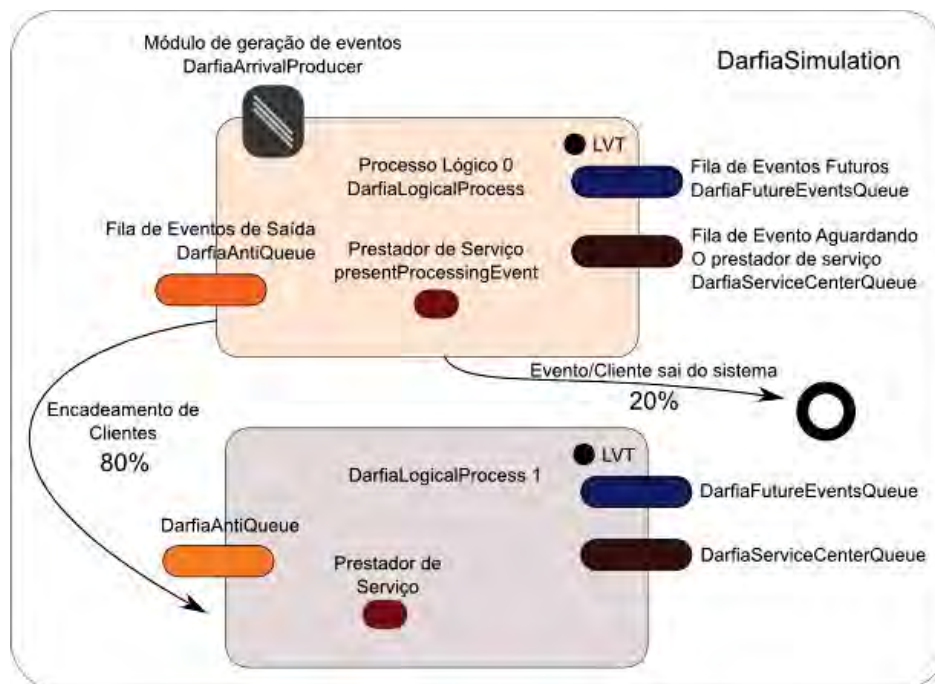 Módulo de geração de eventos
DarfiaArrivalProducer
DarfiaSimulation
LVT
Processo Lógico 0
DarfiaLogicalProcess
Fila de Eventos Futuros
DarfiaFutureEventsQueue
Fila de Eventos de Saída
DarfiaAntiQueue
Prestador de Serviço
presentProcessingEvent
Fila de Evento Aguardando
O prestador de serviço
DarfiaServiceCenterQueue
Evento/Cliente sai do sistema
20%
Encadeamento de
Clientes
80%
LVT
DarfiaLogicalProcess 1
DarfiaFutureEventsQueue
DarfiaAntiQueue
DarfiaServiceCenterQueue
Prestador de
Serviço